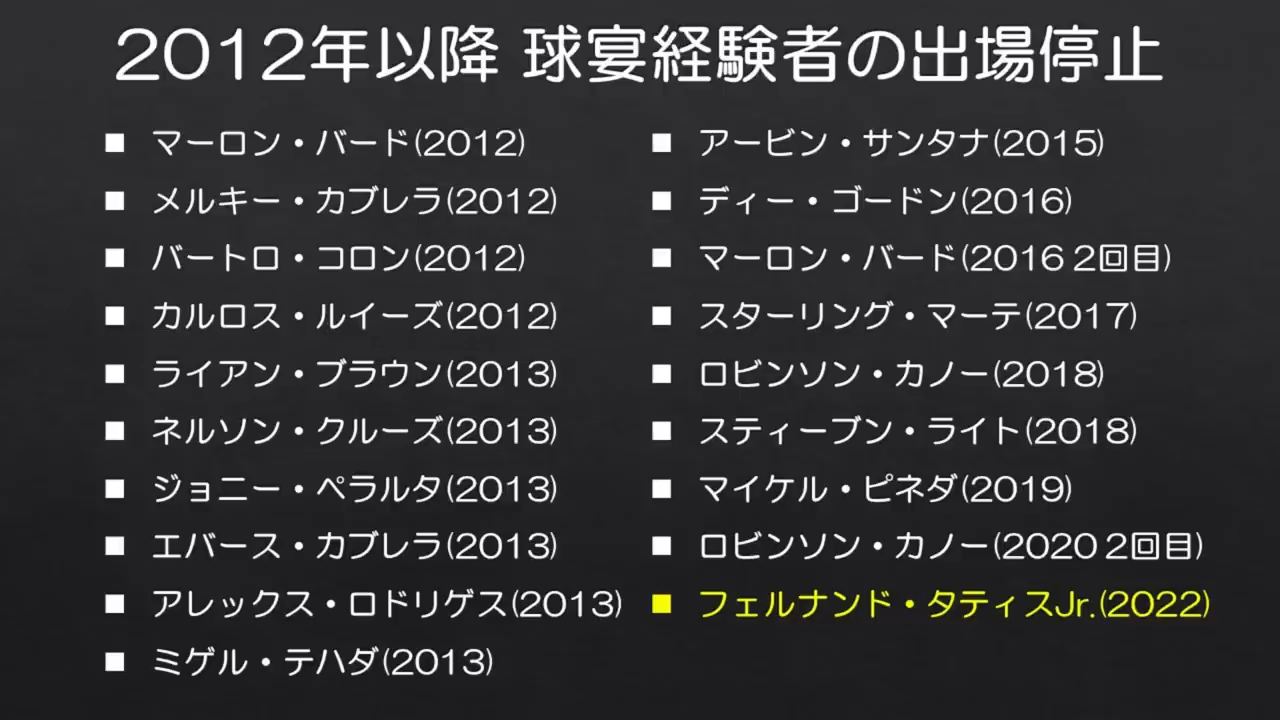 2012年以降 球宴経験者の出場停止
■ マーロン・バード(2012)
■ メルキー・カブレラ(2012)
■ バートロ・コロン(2012)
■ カルロス・ルイーズ(2012)
■ ライアン・ブラウン(2013)
■ ネルソン・クルーズ(2013)
■ ジョニー・ペラルタ(2013)
■ エバース・カブレラ(2013)
■ アレックス・ロドリゲス(2013)
■ ミゲル・テハダ(2013)
■ アービン・サンタナ(2015)
■ ディー・ゴードン(2016)
■ マーロン・バード(2016 2回目)
■ スターリング・マーテ(2017)
■ ロビンソン・カノー(2018)
■ スティーブン・ライト(2018)
■ マイケル・ピネダ(2019)
■ ロビンソン・カノー(2020 2回目)
■ フェルナンド・タティスJr.(2022)